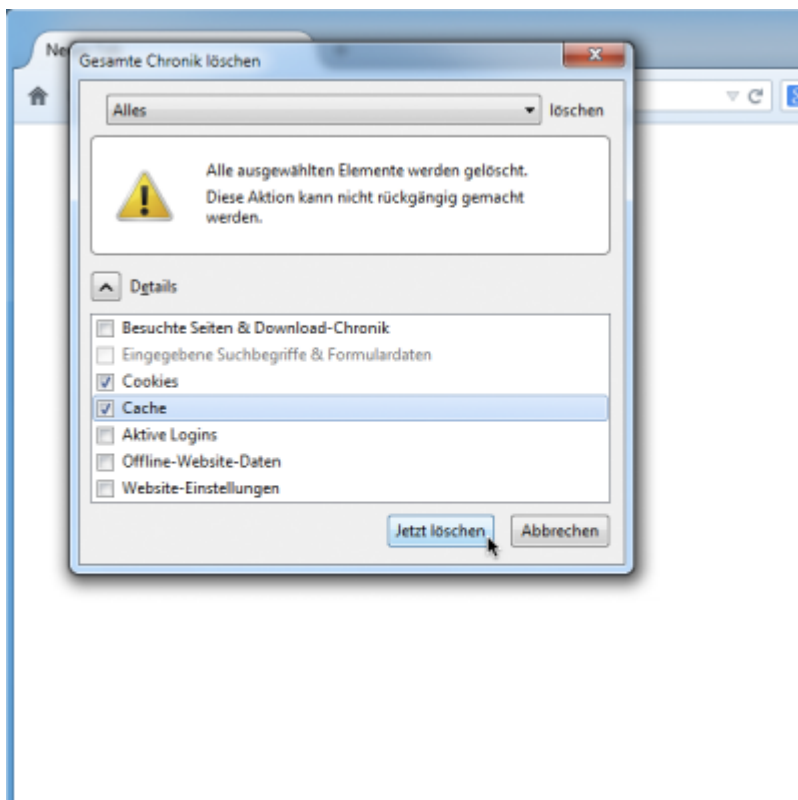 Gesamte Chronik löschen
Alles löschen
Alle ausgewählten Elemente werden gelöscht.
Diese Aktion kann nicht rückgängig gemacht
werden.
Details
Besuchte Seiten & Download-Chronik
Eingegebene Suchbegriffe & Formulardaten
Cookies
Cache
Aktive Logins
Offline-Website-Daten
Website-Einstellungen
Jetzt löschen Abbrechen